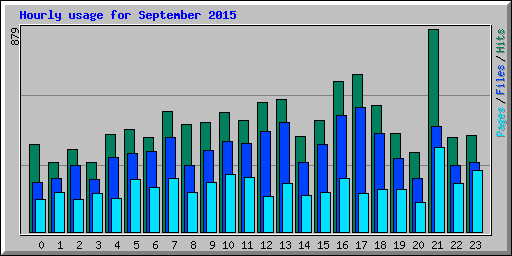 Hourly usage for September 2015
879
Pages/Files/Hits
0 1 2 3 4 5 6 7 8 9 10 11 12 13 14 15 16 17 18 19 20 21 22 23